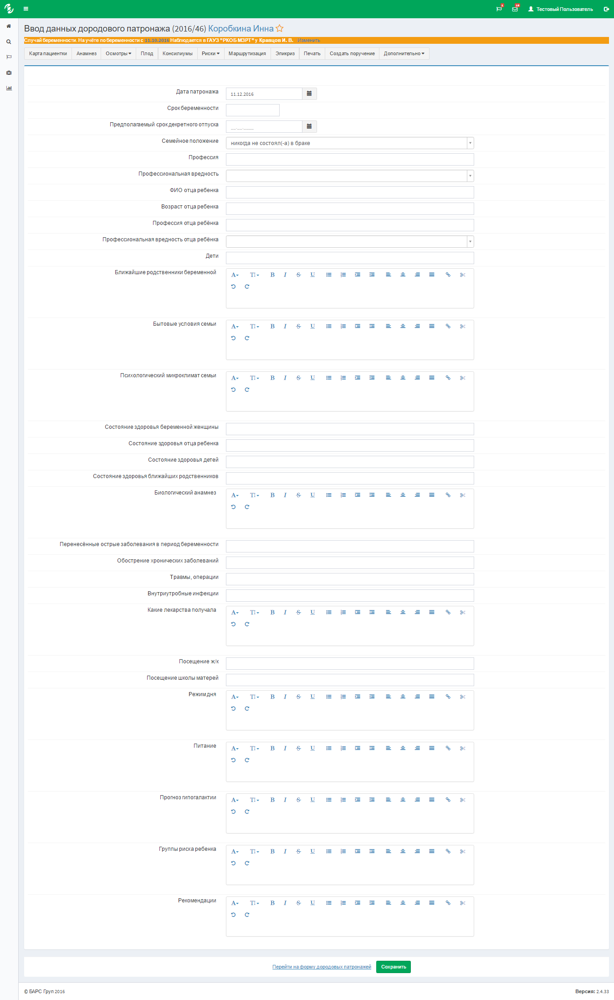 1
16
Тестовый Пользователь
Ввод данных дородового патронажа (2016/46) Коробкина Инна
Случай беременности. На учёте по беременности с 11.10.2016 Наблюдается в ГАУЗ "РКОБ МЗРТ" у Кравцов И. В. Изменить
Карта пациентки Анамнез Осмотры Плод Консилиумы Риски Маршрутизация Эпикриз Печать Создать поручение Дополнительно
Дата патронажа 11.12.2016
Срок беременности
Предполагаемый срок декретного отпуска __.__.____
Семейное положение никогда не состоял(-а) в браке
Профессия
Профессиональная вредность
ФИО отца ребенка
Возраст отца ребенка
Профессия отца ребёнка
Профессиональная вредность отца ребёнка
Дети
Ближайшие родственники беременной
Бытовые условия семьи
Психологический микроклимат семьи
Состояние здоровья беременной женщины
Состояние здоровья отца ребенка
Состояние здоровья детей
Состояние здоровья ближайших родственников
Биологический анамнез
Перенесённые острые заболевания в период беременности
Обострение хронических заболеваний
Травмы, операции
Внутриутробные инфекции
Какие лекарства получала
Посещение ж/к
Посещение школы матерей
Режим дня
Питание
Прогноз гипогалактии
Группы риска ребенка
Рекомендации
Перейти на форму дородовых патронажей Сохранить
© БАРС Груп 2016 Версия: 2.4.33